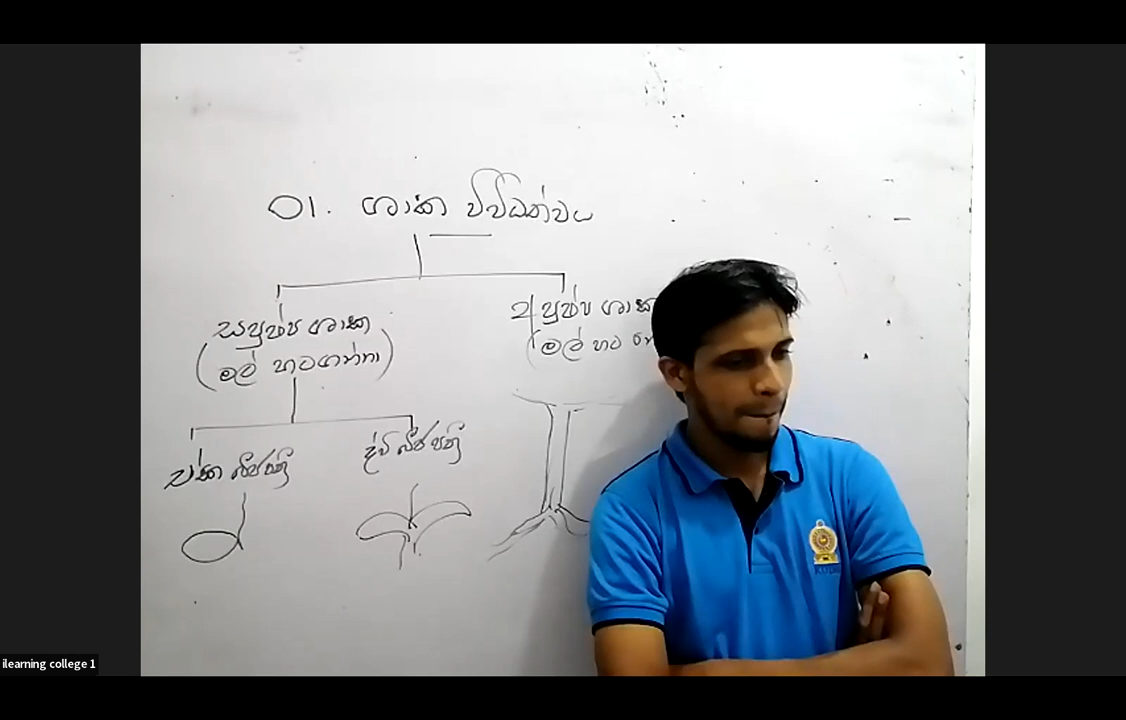 01. ශාක විවිධත්වය
සපුෂ්ප ශාක
(මල් හටගන්නා)
අපුෂ්ප ශාක
(මල් හට නො
ඒක බීජපත්‍රී
ද්වි බීජපත්‍රී
ilearning college 1